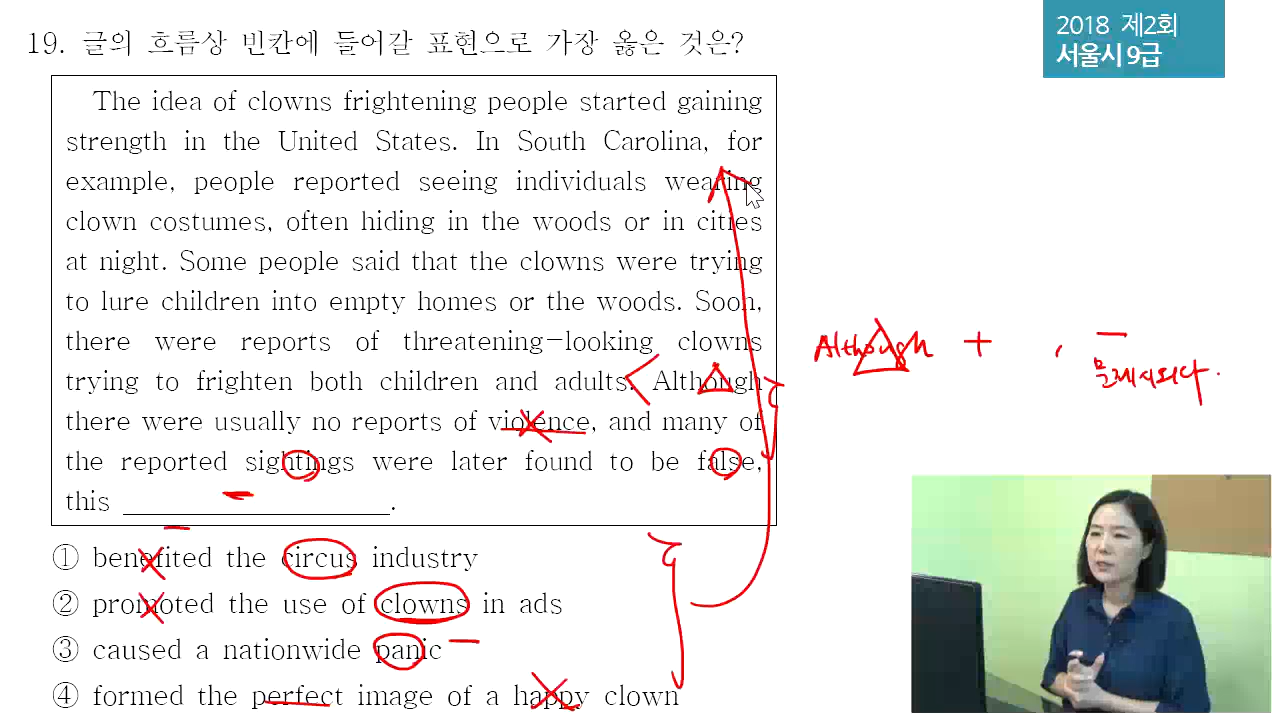 2018 제2회
서울시 9급
19. 글의 흐름상 빈칸에 들어갈 표현으로 가장 옳은 것은?
The idea of clowns frightening people started gaining
strength in the United States. In South Carolina, for
example, people reported seeing individuals wearing
clown costumes, often hiding in the woods or in cities
at night. Some people said that the clowns were trying
to lure children into empty homes or the woods. Soon,
there were reports of threatening-looking clowns
trying to frighten both children and adults. Although
there were usually no reports of violence, and many of
the reported sightings were later found to be false,
this ____________________.
① benefited the circus industry
② promoted the use of clowns in ads
③ caused a nationwide panic
④ formed the perfect image of a happy clown
Although + , —
문제시되다.